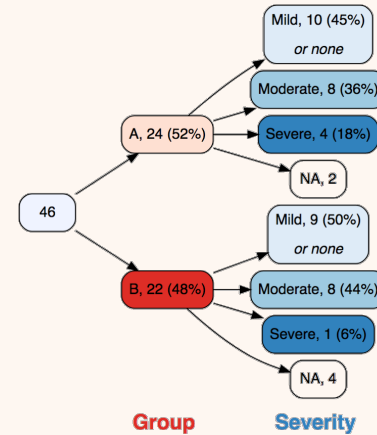 Mild, 10 (45%)
or none
Moderate, 8 (36%)
A, 24 (52%)
Severe, 4 (18%)
NA, 2
46
Mild, 9 (50%)
or none
B, 22 (48%)
Moderate, 8 (44%)
Severe, 1 (6%)
NA, 4
Group
Severity